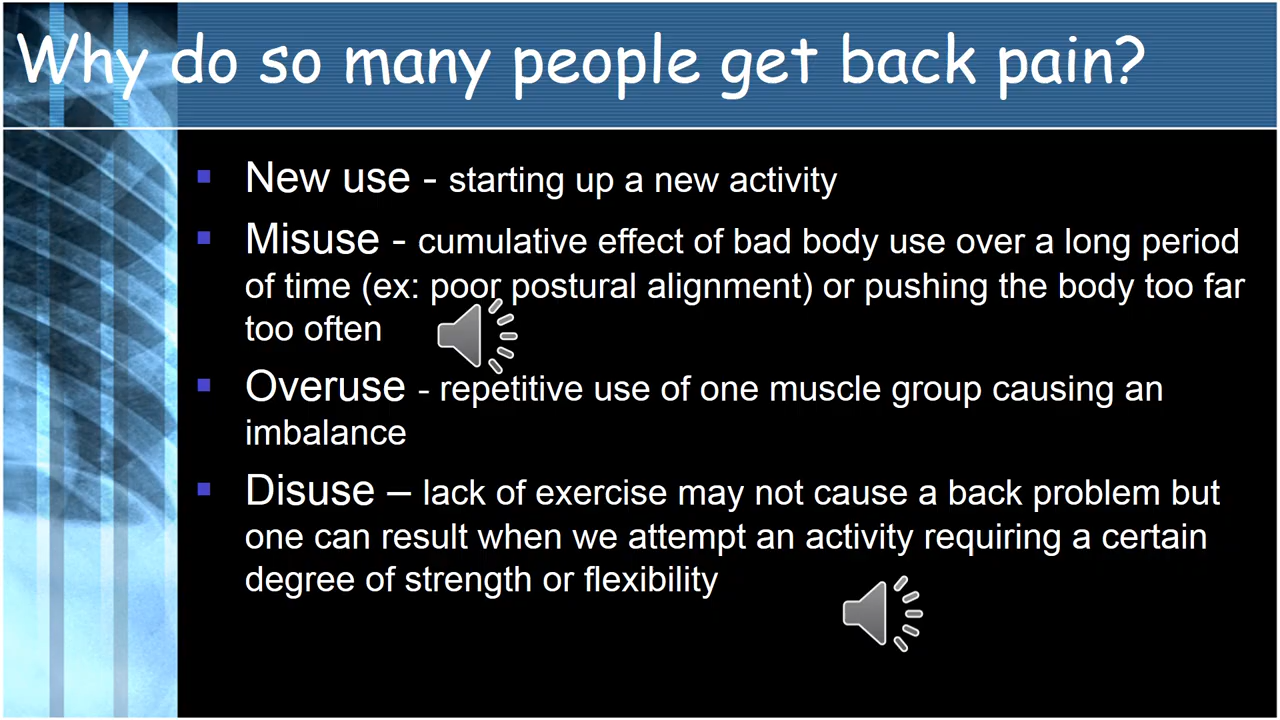 Why do so many people get back pain?
New use - starting up a new activity
Misuse - cumulative effect of bad body use over a long period
of time (ex: poor postural alignment) or pushing the body too far
too often
Overuse - repetitive use of one muscle group causing an
imbalance
Disuse – lack of exercise may not cause a back problem but
one can result when we attempt an activity requiring a certain
degree of strength or flexibility